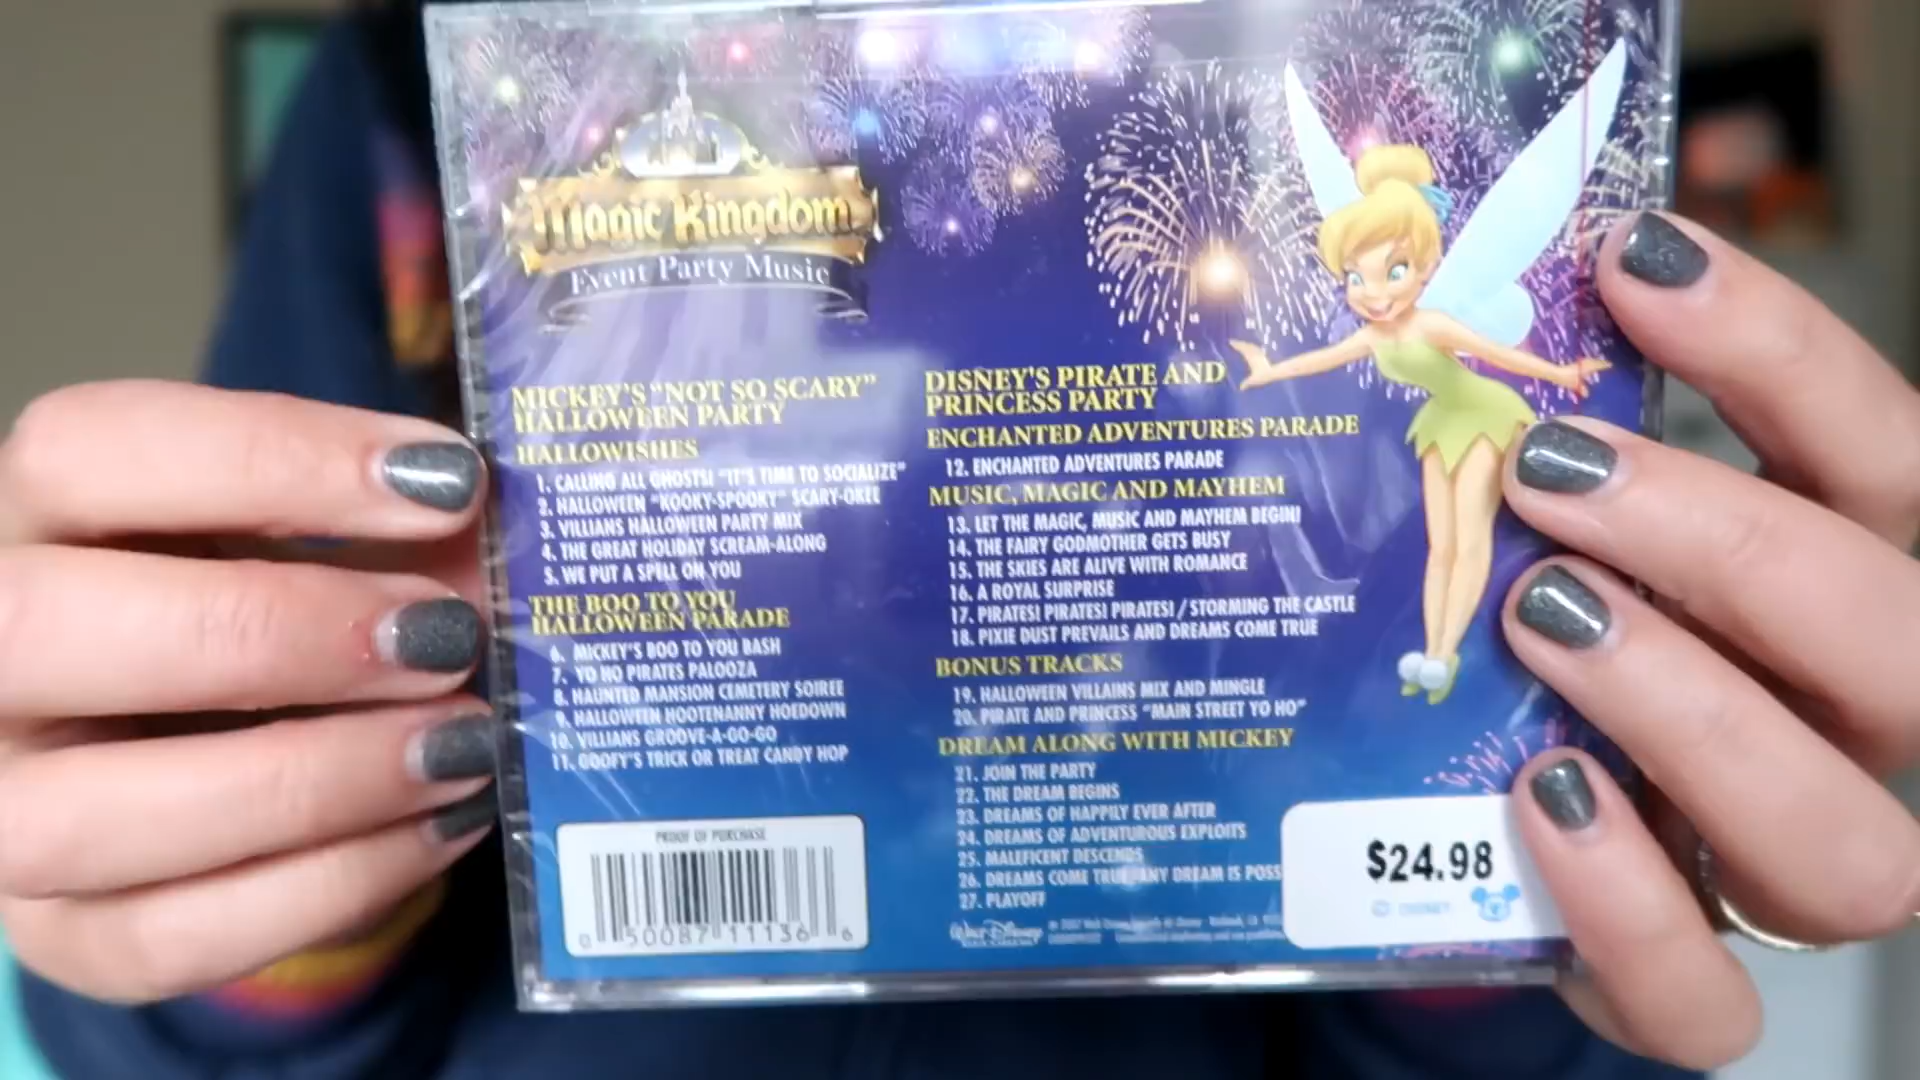 Magic Kingdom
Event Party Music
MICKEY'S "NOT SO SCARY"
HALLOWEEN PARTY
HALLOWISHES
1. CALLING ALL GHOSTS! "IT'S TIME TO SOCIALIZE"
2. HALLOWEEN "KOOKY-SPOOKY" SCARY-OKEE
3. VILLIANS HALLOWEEN PARTY MIX
4. THE GREAT HOLIDAY SCREAM-ALONG
5. WE PUT A SPELL ON YOU
THE BOO TO YOU
HALLOWEEN PARADE
6. MICKEY'S BOO TO YOU BASH
7. YO HO PIRATES PALOOZA
8. HAUNTED MANSION CEMETERY SOIREE
9. HALLOWEEN HOOTENANNY HOEDOWN
10. VILLIANS GROOVE-A-GO-GO
11. GOOFY'S TRICK OR TREAT CANDY HOP
PROOF OF PURCHASE
0 50087 11136 6
DISNEY'S PIRATE AND
PRINCESS PARTY
ENCHANTED ADVENTURES PARADE
12. ENCHANTED ADVENTURES PARADE
MUSIC, MAGIC AND MAYHEM
13. LET THE MAGIC, MUSIC AND MAYHEM BEGIN!
14. THE FAIRY GODMOTHER GETS BUSY
15. THE SKIES ARE ALIVE WITH ROMANCE
16. A ROYAL SURPRISE
17. PIRATES! PIRATES! PIRATES! / STORMING THE CASTLE
18. PIXIE DUST PREVAILS AND DREAMS COME TRUE
BONUS TRACKS
19. HALLOWEEN VILLAINS MIX AND MINGLE
20. PIRATE AND PRINCESS "MAIN STREET YO HO"
DREAM ALONG WITH MICKEY
21. JOIN THE PARTY
22. THE DREAM BEGINS
23. DREAMS OF HAPPILY EVER AFTER
24. DREAMS OF ADVENTUROUS EXPLOITS
25. MALEFICENT DESCENDS
26. DREAMS COME TRUE/ANY DREAM IS POSS
27. PLAYOFF
Walt Disney
$24.98
© DISNEY